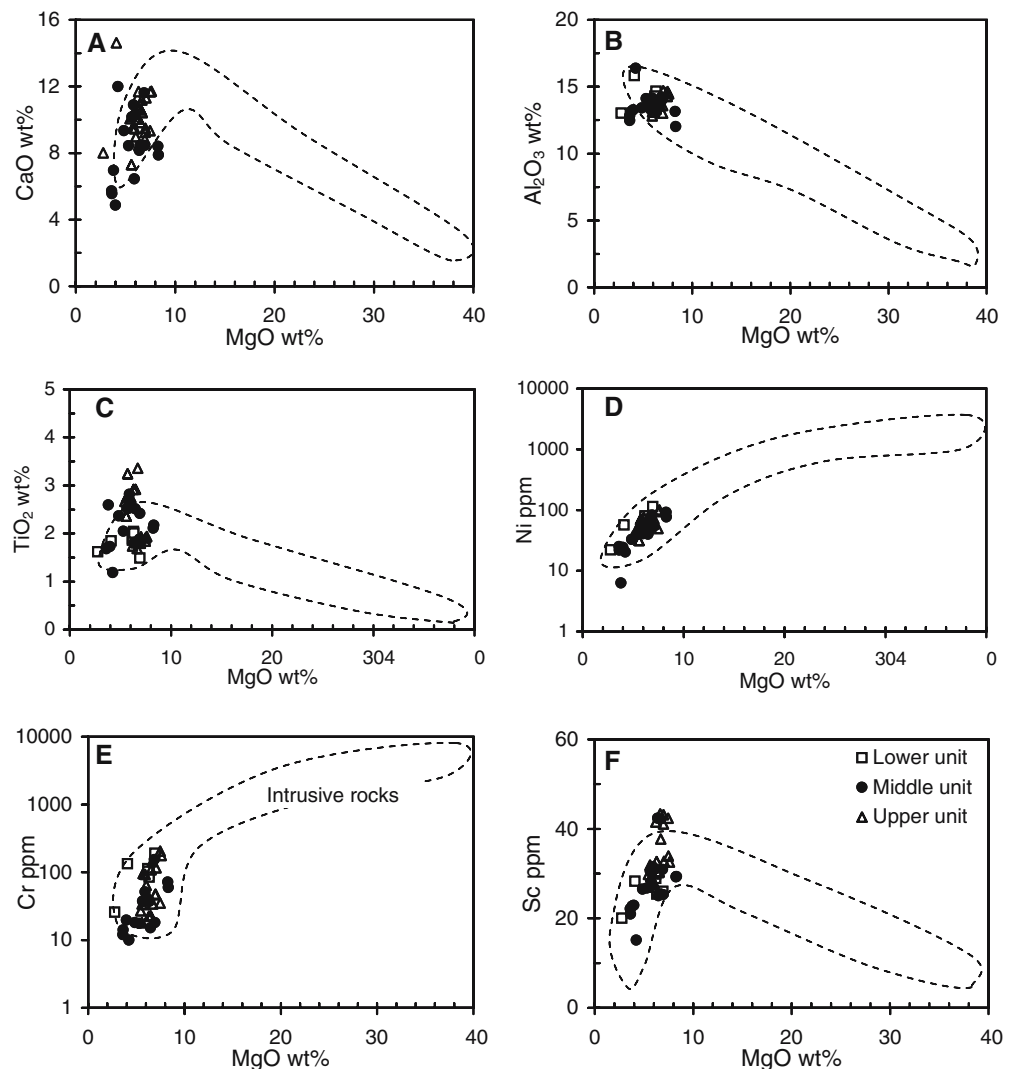 A
CaO wt%
16
12
8
4
0
0 10 20 30 40
MgO wt%
B
Al₂O₃ wt%
20
15
10
5
0
0 10 20 30 40
MgO wt%
C
TiO₂ wt%
5
4
3
2
1
0
0 10 20 304 0
MgO wt%
D
Ni ppm
10000
1000
100
10
1
0 10 20 304 0
MgO wt%
E
Cr ppm
10000
1000
100
10
1
Intrusive rocks
0 10 20 30 40
MgO wt%
F
Sc ppm
60
40
20
0
Lower unit
Middle unit
Upper unit
0 10 20 30 40
MgO wt%